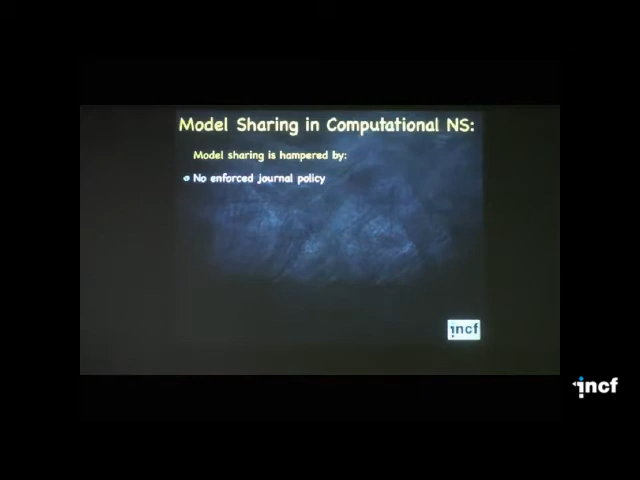 Model Sharing in Computational NS:
Model sharing is hampered by:
No enforced journal policy
incf
incf